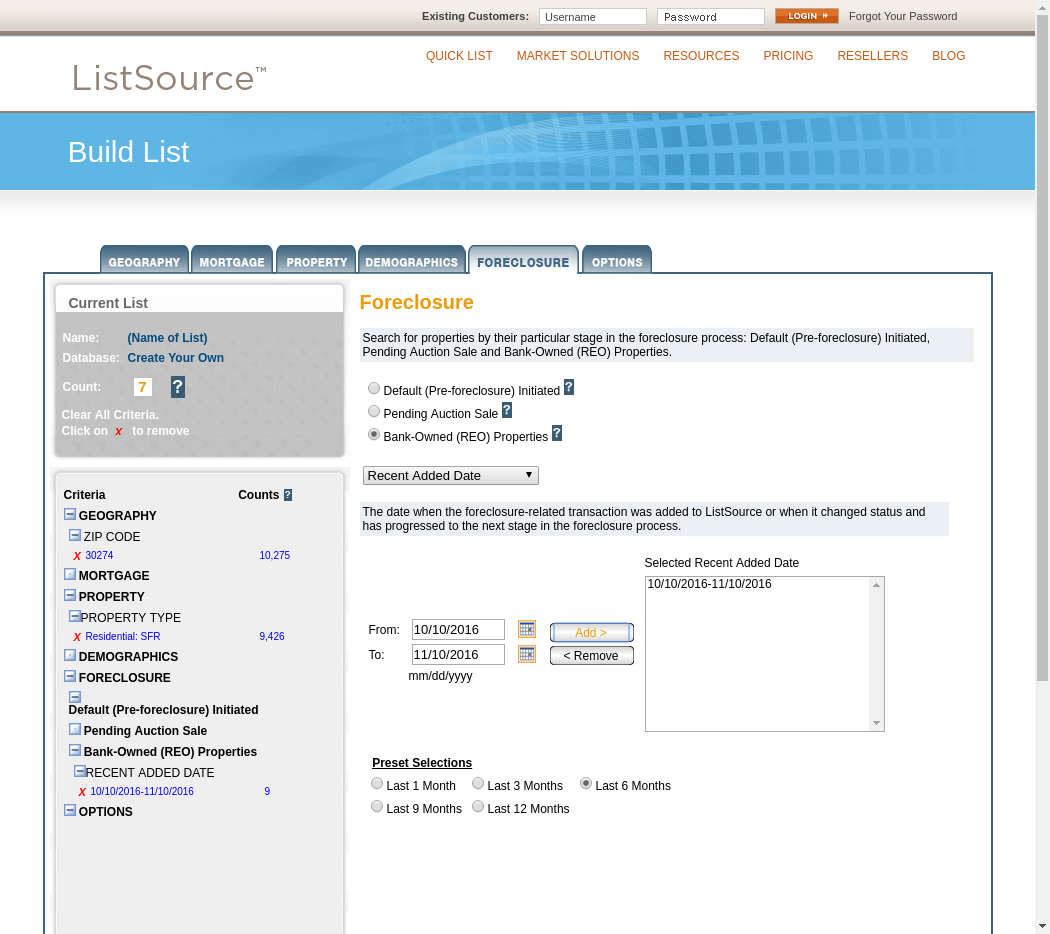 Existing Customers: Username Password LOGIN Forgot Your Password
QUICK LIST MARKET SOLUTIONS RESOURCES PRICING RESELLERS BLOG
ListSource™
Build List
GEOGRAPHY MORTGAGE PROPERTY DEMOGRAPHICS FORECLOSURE OPTIONS
Current List
Name: (Name of List)
Database: Create Your Own
Count: 7 ?
Clear All Criteria.
Click on x to remove
Criteria Counts ?
GEOGRAPHY
ZIP CODE
x 30274 10,275
MORTGAGE
PROPERTY
PROPERTY TYPE
x Residential: SFR 9,426
DEMOGRAPHICS
FORECLOSURE
Default (Pre-foreclosure) Initiated
Pending Auction Sale
Bank-Owned (REO) Properties
RECENT ADDED DATE
x 10/10/2016-11/10/2016 9
OPTIONS
Foreclosure
Search for properties by their particular stage in the foreclosure process: Default (Pre-foreclosure) Initiated,
Pending Auction Sale and Bank-Owned (REO) Properties.
Default (Pre-foreclosure) Initiated ?
Pending Auction Sale ?
Bank-Owned (REO) Properties ?
Recent Added Date
The date when the foreclosure-related transaction was added to ListSource or when it changed status and
has progressed to the next stage in the foreclosure process.
Selected Recent Added Date
10/10/2016-11/10/2016
From: 10/10/2016 Add >
To: 11/10/2016 < Remove
mm/dd/yyyy
Preset Selections
Last 1 Month Last 3 Months Last 6 Months
Last 9 Months Last 12 Months